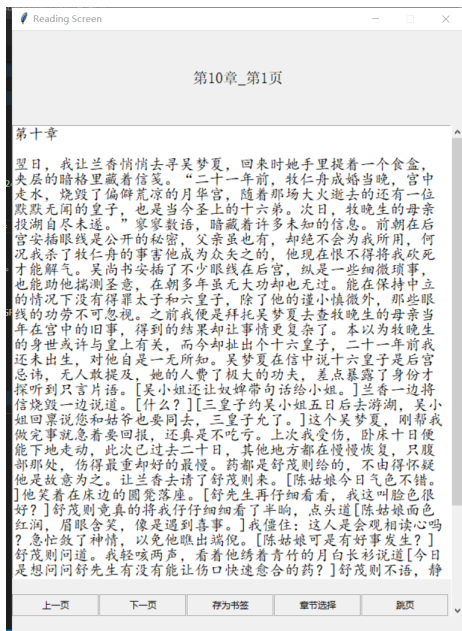 Reading Screen
第10章_第1页
第十章
翌日，我让兰香悄悄去寻吴梦夏，回来时她手里提着一个食盒，
夹层的暗格里藏着信笺。“二十一年前，牧仁舟成婚当晚，宫中
走水，烧毁了偏僻荒凉的月华宫，随着那场大火逝去的还有一位
默默无闻的皇子，也是当今圣上的十六弟。次日，牧晚生的母亲
投湖自尽未遂。”寥寥数语，暗藏着许多未知的信息。前朝在后
宫安插眼线是公开的秘密，父亲虽也有，却绝不会为我所用，何
况我杀了牧仁舟的事害他成为众矢之的，他现在恨不得将我砍死
才能解气。吴尚书安插了不少眼线在后宫，纵是一些细微琐事，
也能助他揣测圣意，在朝多年虽无大功却也无过。能在保持中立
的情况下没有得罪太子和六皇子，除了他的谨小慎微外，那些眼
线的功劳不可忽视。之前我便是拜托吴梦夏去查牧晚生的母亲当
年在宫中的旧事，得到的结果却让事情更复杂了。本以为牧晚生
的身世或许与皇上有关，而今却扯出个十六皇子，二十一年前我
还未出生，对他自是一无所知。吴梦夏在信中说十六皇子是后宫
忌讳，无人敢提及，她的人费了极大的功夫，差点暴露了身份才
探听到只言片语。[吴小姐还让奴婢带句话给小姐。]兰香一边将
信烧毁一边说道。[什么？][三皇子约吴小姐五日后去游湖，吴小
姐回禀说您和姑爷也要同去，三皇子允了。]这个吴梦夏，刚帮我
做完事就急着要回报，还真是不吃亏。上次我受伤，卧床十日便
能下地走动，此次已过去二十日，其他地方都在慢慢恢复，只腹
部那处，伤得最重却好的最慢。药都是舒茂则给的，不由得怀疑
他是故意为之。让兰香去请了舒茂则来。[陈姑娘今日气色不错。
]他笑着在床边的圆凳落座。[舒先生再仔细看看，我这叫脸色很
好？]舒茂则竟真的将我仔仔细细看了半晌，点头道[陈姑娘面色
红润，眉眼含笑，像是遇到喜事。]我僵住：这人是会观相读心吗
？急忙敛了神情，以免他瞧出端倪。[陈姑娘可是有好事发生？]
舒茂则问道。我轻咳两声，看着他绣着青竹的月白长衫说道[今日
是想问问舒先生有没有能让伤口快速愈合的药？]舒茂则不语，静
上一页
下一页
存为书签
章节选择
跳页